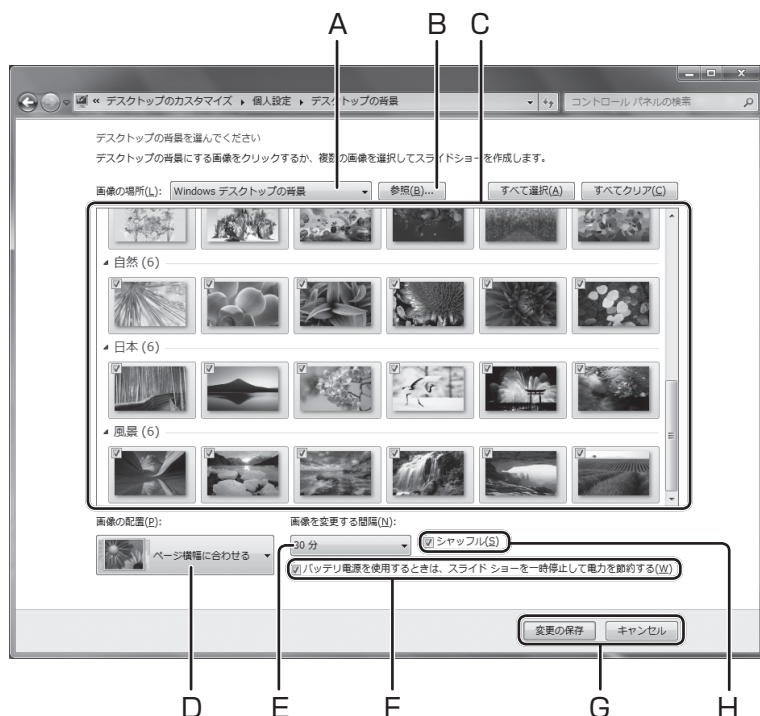 A B C
« デスクトップのカスタマイズ ▸ 個人設定 ▸ デスクトップの背景 コントロール パネルの検索
デスクトップの背景を選んでください
デスクトップの背景にする画像をクリックするか、複数の画像を選択してスライドショーを作成します。
画像の場所(L): Windows デスクトップの背景 参照(B)... すべて選択(A) すべてクリア(C)
自然 (6)
日本 (6)
風景 (6)
画像の配置(P): 画像を変更する間隔(N):
ページ横幅に合わせる 30 分 シャッフル(S)
バッテリ電源を使用するときは、スライド ショーを一時停止して電力を節約する(W)
変更の保存 キャンセル
D E F G H